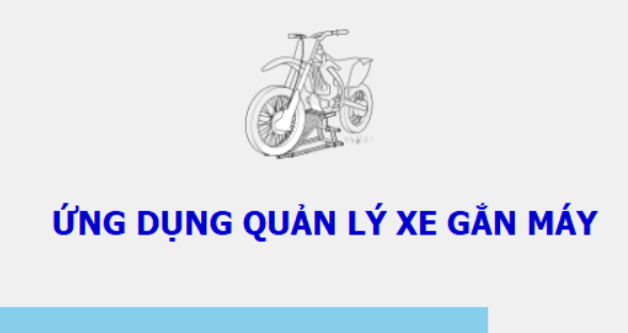 ỨNG DỤNG QUẢN LÝ XE GẮN MÁY